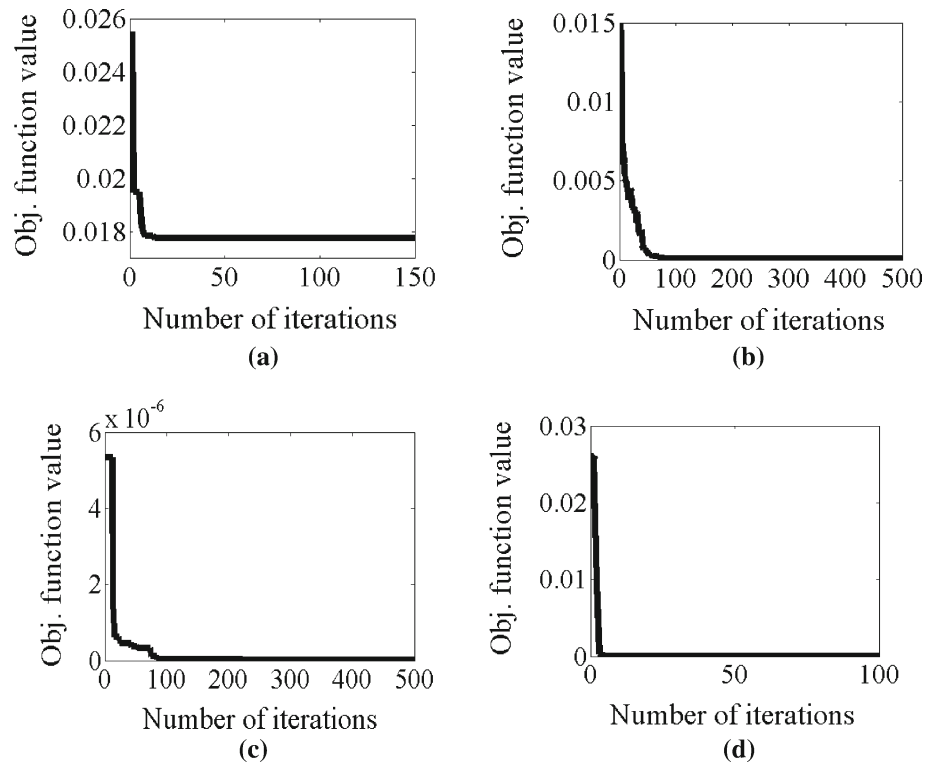 Obj. function value
0.026
0.024
0.022
0.02
0.018
0 50 100 150
Number of iterations
(a)
Obj. function value
0.015
0.01
0.005
0
0 100 200 300 400 500
Number of iterations
(b)
Obj. function value
x 10^-6
6
4
2
0
0 100 200 300 400 500
Number of iterations
(c)
Obj. function value
0.03
0.02
0.01
0
0 50 100
Number of iterations
(d)